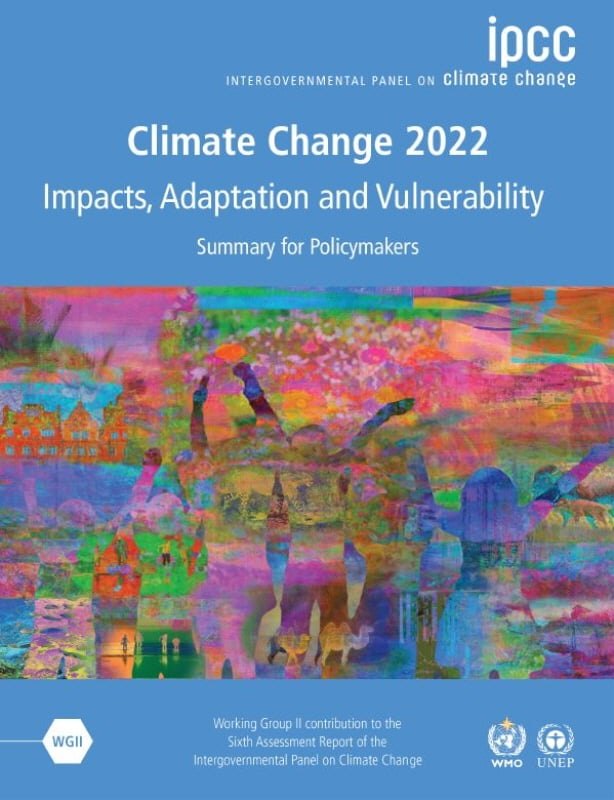 ipcc
INTERGOVERNMENTAL PANEL ON climate change
Climate Change 2022
Impacts, Adaptation and Vulnerability
Summary for Policymakers
WGII
Working Group II contribution to the
Sixth Assessment Report of the
Intergovernmental Panel on Climate Change
WMO
UNEP